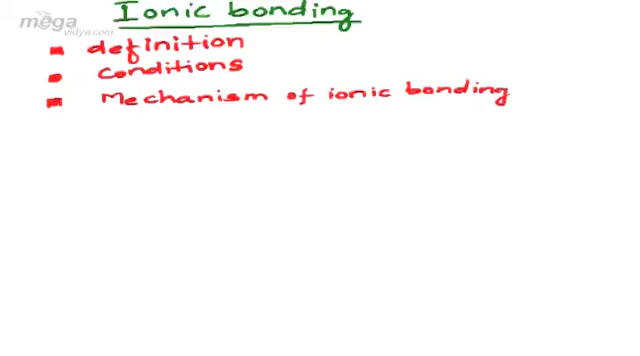 Ionic bonding
mega
vidya.com
▪ definition
▪ conditions
▪ Mechanism of ionic bonding